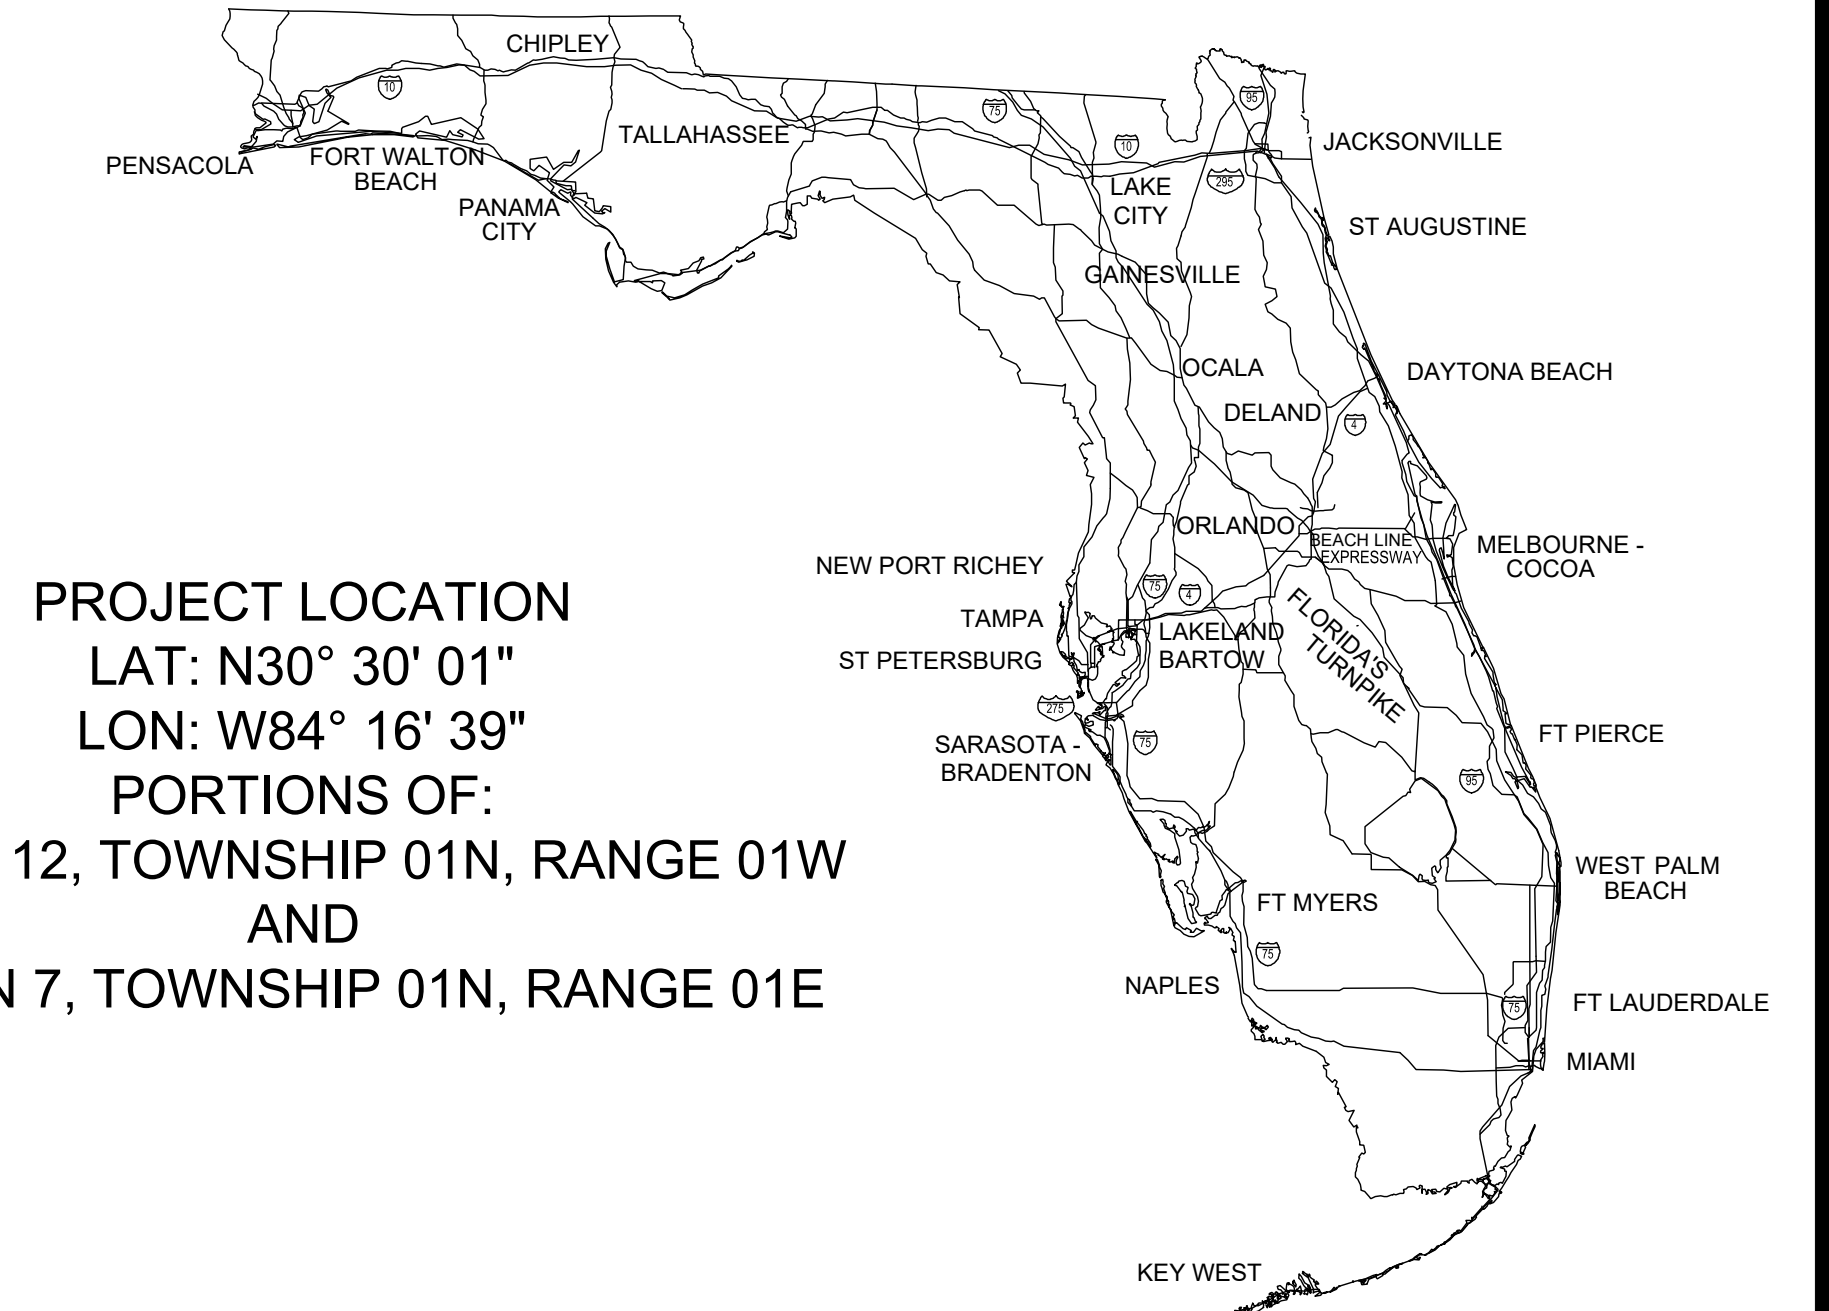 CHIPLEY
10
75
95
TALLAHASSEE
JACKSONVILLE
10
PENSACOLA
FORT WALTON
BEACH
295
LAKE
CITY
PANAMA
CITY
ST AUGUSTINE
GAINESVILLE
OCALA
DAYTONA BEACH
DELAND
4
ORLANDO
BEACH LINE
EXPRESSWAY
MELBOURNE -
COCOA
NEW PORT RICHEY
75
4
TAMPA
FLORIDA'S
TURNPIKE
LAKELAND
BARTOW
ST PETERSBURG
275
75
SARASOTA -
BRADENTON
FT PIERCE
95
WEST PALM
BEACH
FT MYERS
75
NAPLES
75
FT LAUDERDALE
MIAMI
KEY WEST
PROJECT LOCATION
LAT: N30° 30' 01"
LON: W84° 16' 39"
PORTIONS OF:
12, TOWNSHIP 01N, RANGE 01W
AND
N 7, TOWNSHIP 01N, RANGE 01E